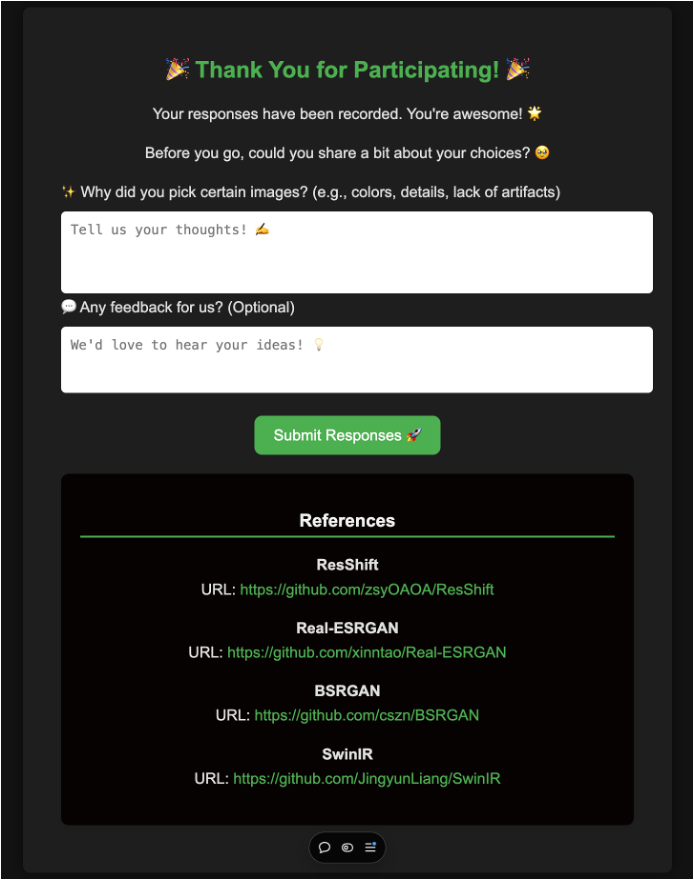 🎉 Thank You for Participating! 🎉
Your responses have been recorded. You're awesome! 🌟
Before you go, could you share a bit about your choices? 🥹
✨ Why did you pick certain images? (e.g., colors, details, lack of artifacts)
Tell us your thoughts! ✍️
💬 Any feedback for us? (Optional)
We'd love to hear your ideas! 💡
Submit Responses 🚀
References
ResShift
URL: https://github.com/zsyOAOA/ResShift
Real-ESRGAN
URL: https://github.com/xinntao/Real-ESRGAN
BSRGAN
URL: https://github.com/cszn/BSRGAN
SwinIR
URL: https://github.com/JingyunLiang/SwinIR